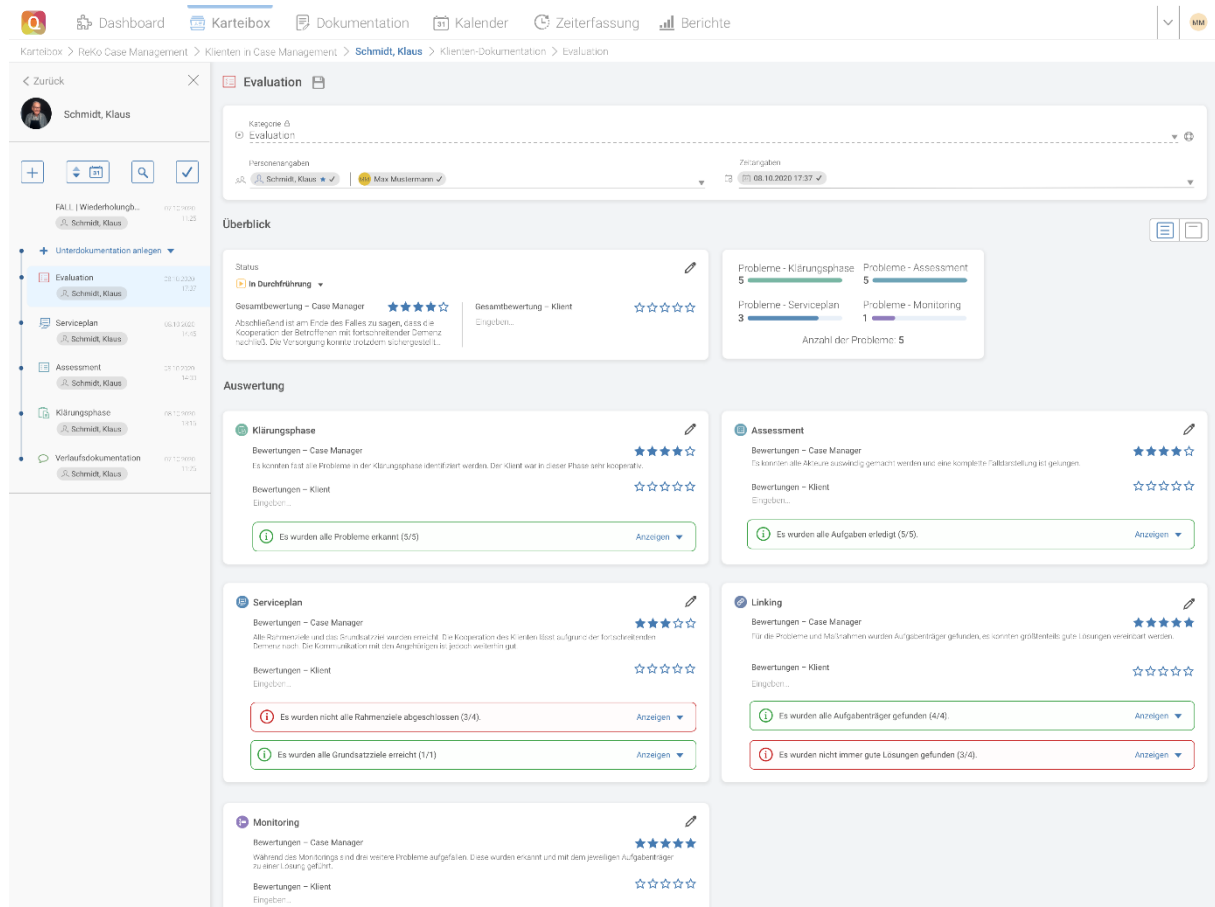 Q Dashboard Karteibox Dokumentation 31 Kalender Zeiterfassung Berichte MM
Karteibox > ReKo Case Management > Klienten in Case Management > Schmidt, Klaus > Klienten-Dokumentation > Evaluation
Zurück
Schmidt, Klaus
31
FALL | Wiederholungb...
Schmidt, Klaus
Unterdokumentation anlegen
Evaluation
Schmidt, Klaus
Serviceplan
Schmidt, Klaus
Assessment
Schmidt, Klaus
Klärungsphase
Schmidt, Klaus
Verlaufsdokumentation
Schmidt, Klaus
Evaluation
Kategorie
Evaluation
Personenangaben
Schmidt, Klaus
MM Max Mustermann
Zeitangaben
08.10.2020 17:37
Überblick
Status
In Durchfrührung
Gesamtbewertung – Case Manager
Abschließend ist am Ende des Falles zu sagen, dass die
Kooperation der Betroffenen mit fortschreitender Demenz
nachließ. Die Versorgung konnte trotzdem sichergestellt...
Gesamtbewertung – Klient
Eingeben...
Probleme - Klärungsphase
5
Probleme - Assessment
5
Probleme - Serviceplan
3
Probleme - Monitoring
1
Anzahl der Probleme: 5
Auswertung
Klärungsphase
Bewertungen – Case Manager
Es konnten fast alle Probleme in der Klärungsphase identifiziert werden. Der Klient war in dieser Phase sehr kooperativ.
Bewertungen – Klient
Eingeben...
Es wurden alle Probleme erkannt (5/5)
Anzeigen
Assessment
Bewertungen – Case Manager
Es konnten alle Akteure auswindig gemacht werden und eine komplette Falldarstellung ist gelungen.
Bewertungen – Klient
Eingeben...
Es wurden alle Aufgaben erledigt (5/5).
Anzeigen
Serviceplan
Bewertungen – Case Manager
Alle Rahmenziele und das Grundsatzziel wurden erreicht. Die Kooperation des Klienten lässt aufgrund der fortschreitenden
Demenz nach. Die Kommunikation mit den Angehörigen ist jedoch weiterhin gut.
Bewertungen – Klient
Eingeben...
Es wurden nicht alle Rahmenziele abgeschlossen (3/4).
Anzeigen
Es wurden alle Grundsatzziele erreicht (1/1)
Anzeigen
Linking
Bewertungen – Case Manager
Für die Probleme und Maßnahmen wurden Aufgabenträger gefunden, es konnten größtenteils gute Lösungen vereinbart werden.
Bewertungen – Klient
Eingeben...
Es wurden alle Aufgabenträger gefunden (4/4).
Anzeigen
Es wurden nicht immer gute Lösungen gefunden (3/4).
Anzeigen
Monitoring
Bewertungen – Case Manager
Während des Monitorings sind drei weitere Probleme aufgefallen. Diese wurden erkannt und mit dem jeweiligen Aufgabenträger
zu einer Lösung geführt.
Bewertungen – Klient
Eingeben...